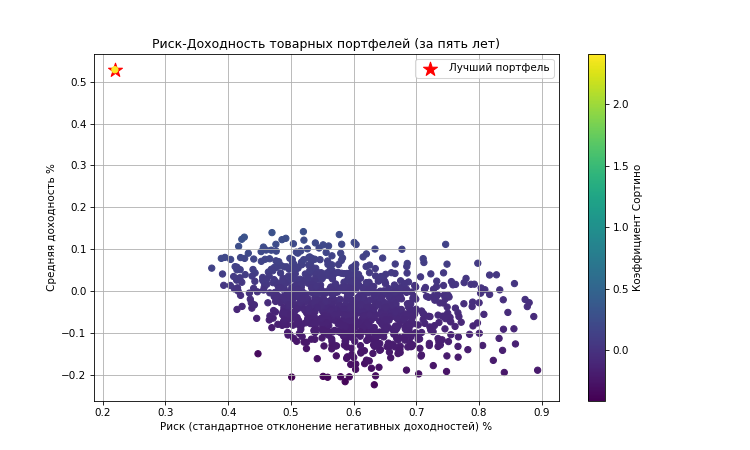 Риск-Доходность товарных портфелей (за пять лет)
Лучший портфель
Средняя доходность %
0.5
0.4
0.3
0.2
0.1
0.0
−0.1
−0.2
0.2 0.3 0.4 0.5 0.6 0.7 0.8 0.9
Риск (стандартное отклонение негативных доходностей) %
2.0
1.5
1.0
0.5
0.0
Коэффициент Сортино